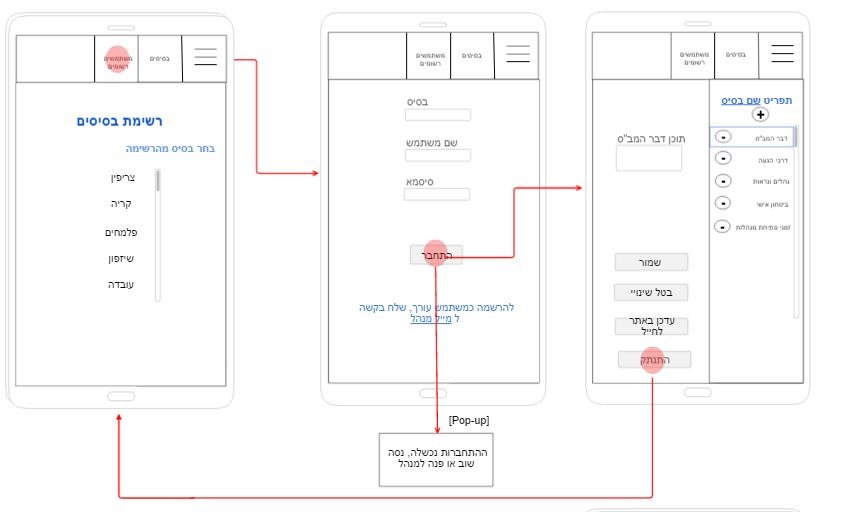 בסיסים
משתמשים
רשומים
רשימת בסיסים
בחר בסיס מהרשימה
צריפין
קריה
פלמחים
שיזפון
עובדה
בסיסים
משתמשים
רשומים
בסיס
שם משתמש
סיסמא
התחבר
להרשמה כמשתמש עורך, שלח בקשה
ל מייל מנהל
[Pop-up]
ההתחברות נכשלה, נסה
שוב או פנה למנהל
בסיסים
משתמשים
רשומים
תפריט שם בסיס
+
דבר המב"ס
-
דרכי הגעה
-
נהלים ונראות
-
ביטחון אישי
-
זמני פתיחת מנהלות
-
תוכן דבר המב"ס
שמור
בטל שינויי
עדכן באתר
לחייל
התנתק